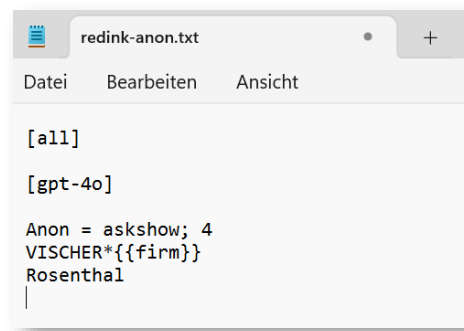 redink-anon.txt
Datei Bearbeiten Ansicht
[all]
[gpt-4o]
Anon = askshow; 4
VISCHER*{{firm}}
Rosenthal